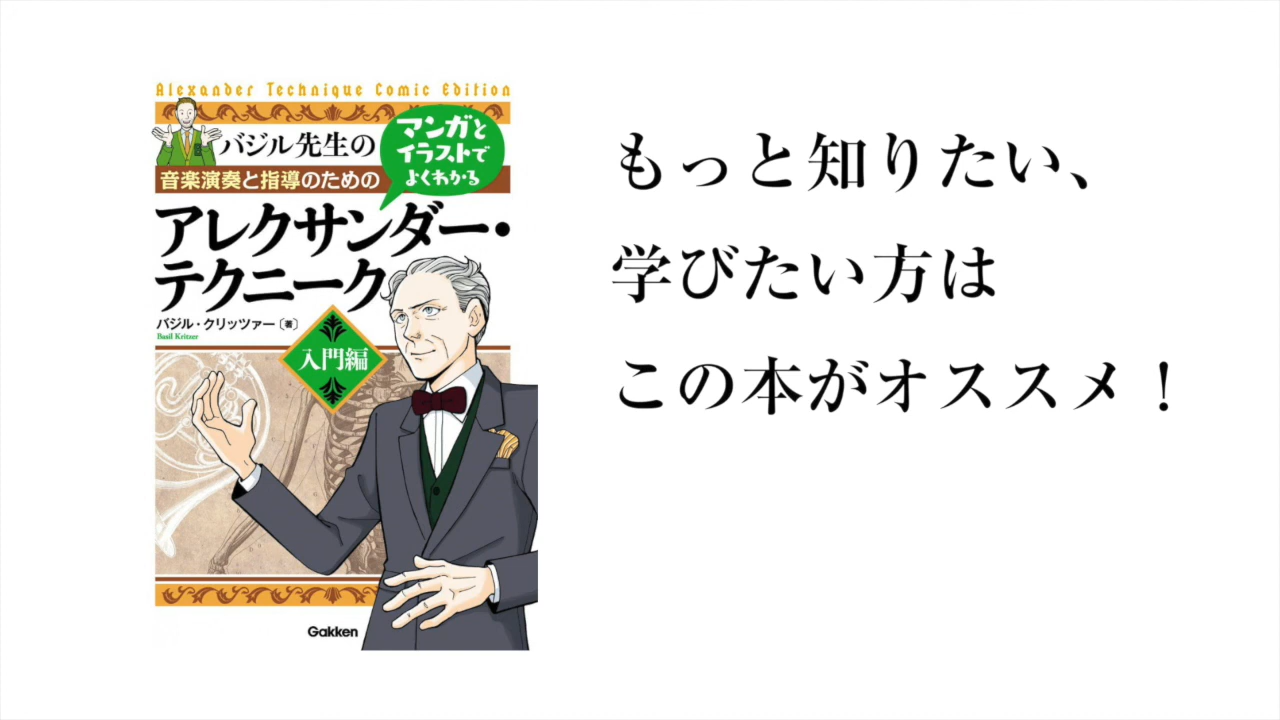 Alexander Technique Comic Edition
バジル先生の
マンガと
イラストで
よくわかる
音楽演奏と指導のための
アレクサンダー・
テクニーク
バジル・クリッツァー〔著〕
Basil Kritzer
入門編
Gakken
もっと知りたい、
学びたい方は
この本がオススメ！